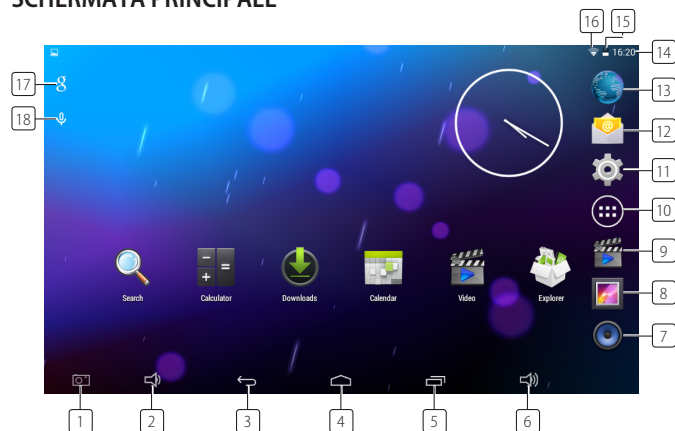 SCHERMATA PRINCIPALE
16 15
16:20 14
17 g 13
18 12
11
10
9
Search Calculator Downloads Calendar Video Explorer
8
7
1 2 3 4 5 6